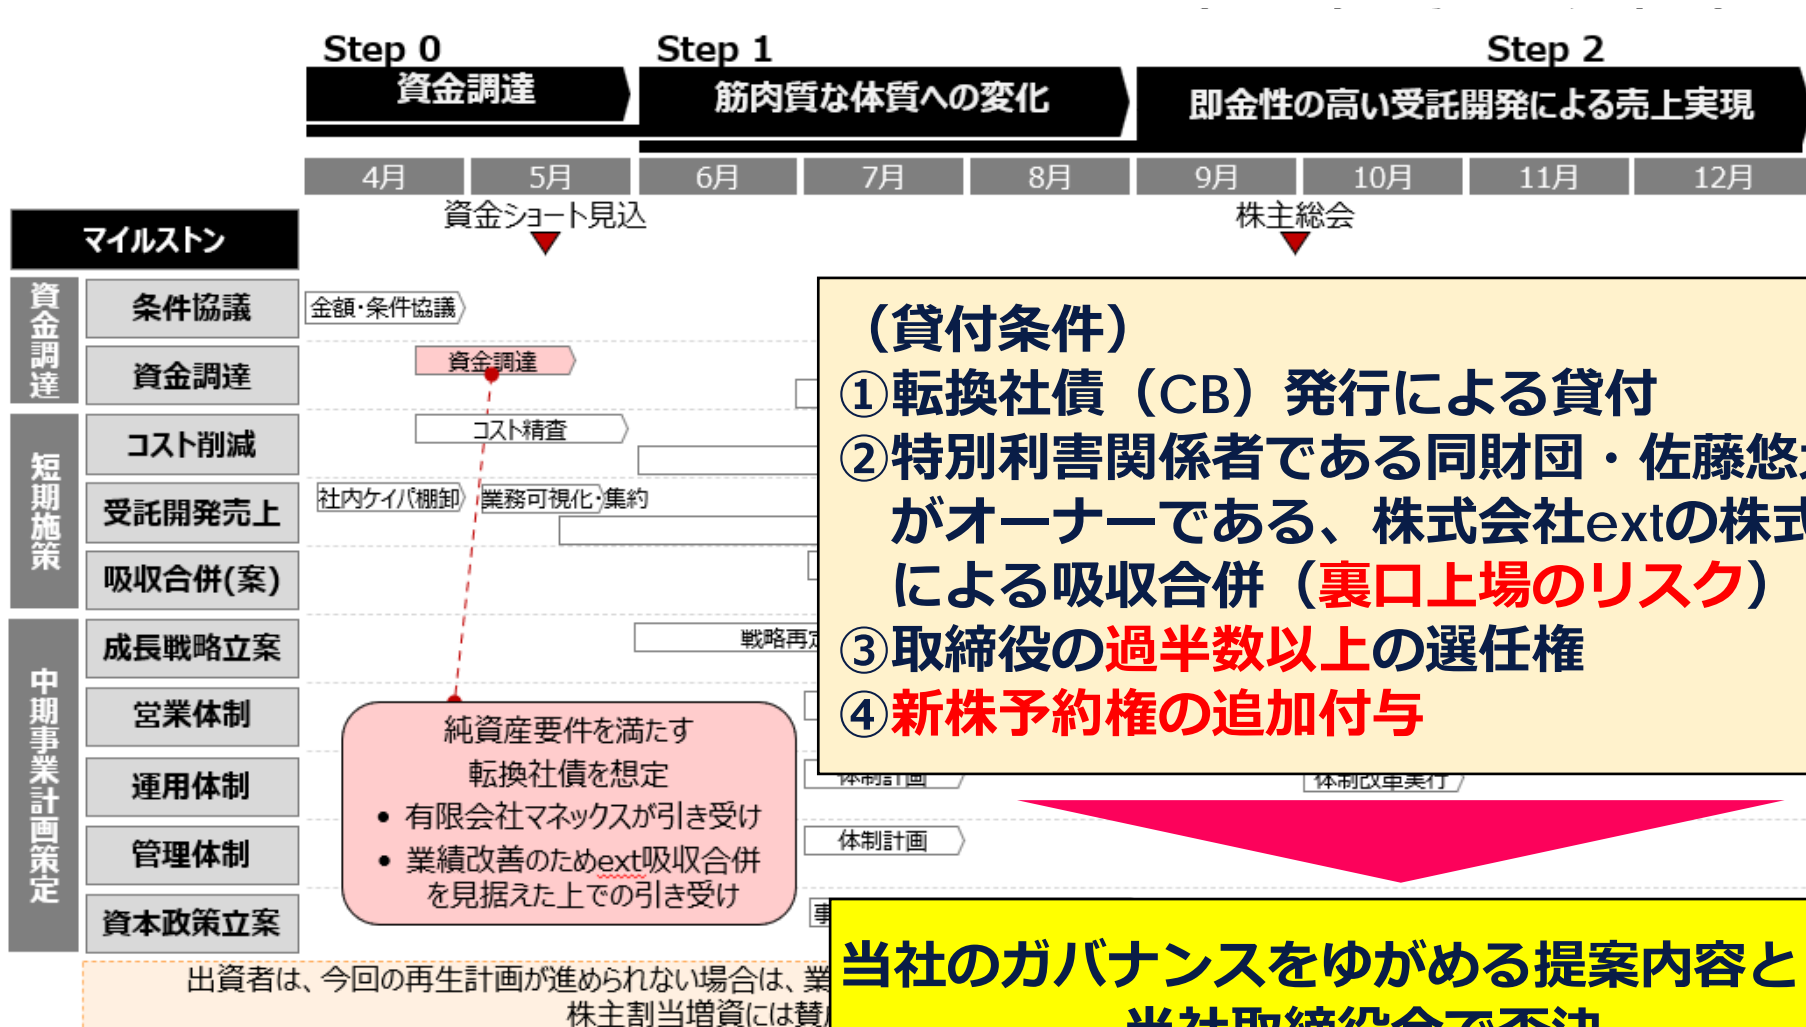 Step 0
Step 1
Step 2
資金調達
筋肉質な体質への変化
即金性の高い受託開発による売上実現
4月
5月
6月
7月
8月
9月
10月
11月
12月
マイルストン
資金ショート見込
株主総会
資金調達
条件協議
金額・条件協議
資金調達
資金調達
短期施策
コスト削減
コスト精査
受託開発売上
社内ケイパ棚卸
業務可視化・集約
吸収合併(案)
中期事業計画策定
成長戦略立案
戦略再
営業体制
運用体制
体制計画
体制改革実行
管理体制
体制計画
資本政策立案
事
純資産要件を満たす
転換社債を想定
• 有限会社マネックスが引き受け
• 業績改善のためext吸収合併
を見据えた上での引き受け
(貸付条件)
①転換社債(CB)発行による貸付
②特別利害関係者である同財団・佐藤悠
がオーナーである、株式会社extの株式
による吸収合併(裏口上場のリスク)
③取締役の過半数以上の選任権
④新株予約権の追加付与
出資者は、今回の再生計画が進められない場合は、業
株主割当増資には賛
当社のガバナンスをゆがめる提案内容と
当社取締役会で否決